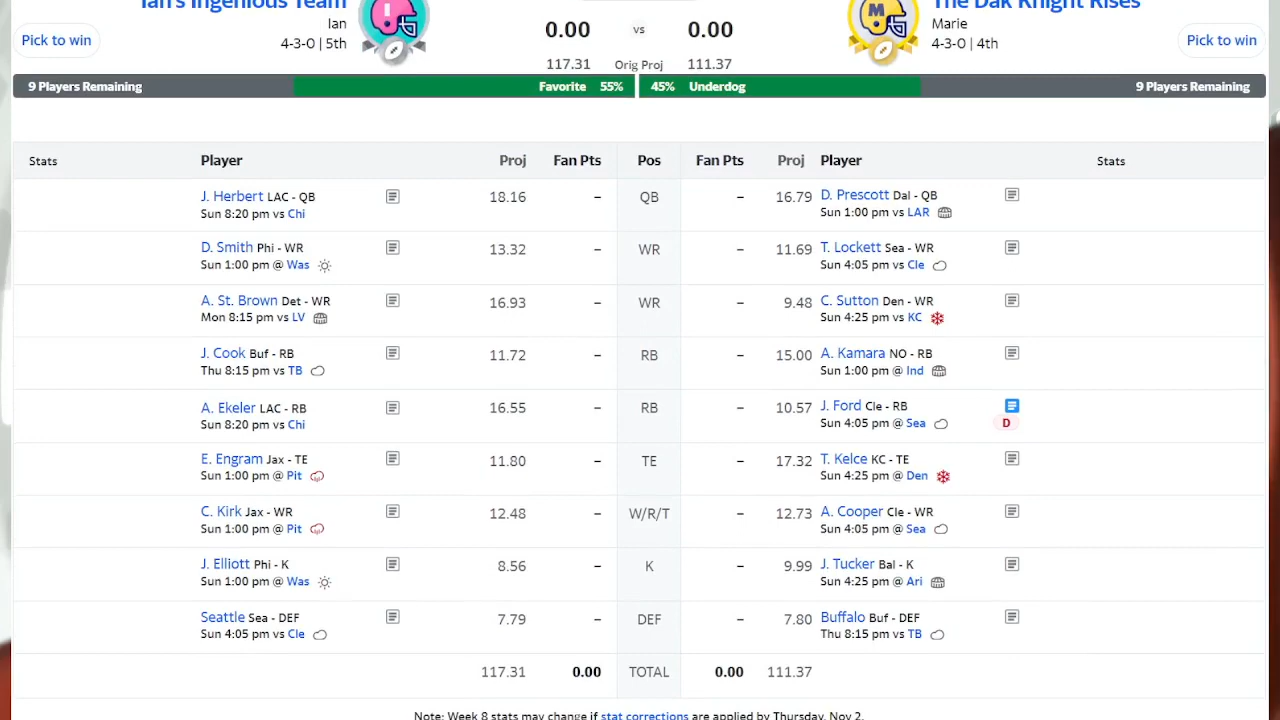 Ian's Ingenious Team
The Dak Knight Rises
Ian
0.00 vs 0.00
Marie
Pick to win
4-3-0 | 5th
4-3-0 | 4th
Pick to win
117.31 Orig Proj 111.37
9 Players Remaining
Favorite 55% 45% Underdog
9 Players Remaining
Stats Player Proj Fan Pts Pos Fan Pts Proj Player Stats
J. Herbert LAC - QB 18.16 – QB – 16.79 D. Prescott Dal - QB
Sun 8:20 pm vs Chi Sun 1:00 pm vs LAR
D. Smith Phi - WR 13.32 – WR – 11.69 T. Lockett Sea - WR
Sun 1:00 pm @ Was Sun 4:05 pm vs Cle
A. St. Brown Det - WR 16.93 – WR – 9.48 C. Sutton Den - WR
Mon 8:15 pm vs LV Sun 4:25 pm vs KC
J. Cook Buf - RB 11.72 – RB – 15.00 A. Kamara NO - RB
Thu 8:15 pm vs TB Sun 1:00 pm @ Ind
A. Ekeler LAC - RB 16.55 – RB – 10.57 J. Ford Cle - RB
Sun 8:20 pm vs Chi Sun 4:05 pm @ Sea D
E. Engram Jax - TE 11.80 – TE – 17.32 T. Kelce KC - TE
Sun 1:00 pm @ Pit Sun 4:25 pm @ Den
C. Kirk Jax - WR 12.48 – W/R/T – 12.73 A. Cooper Cle - WR
Sun 1:00 pm @ Pit Sun 4:05 pm @ Sea
J. Elliott Phi - K 8.56 – K – 9.99 J. Tucker Bal - K
Sun 1:00 pm @ Was Sun 4:25 pm @ Ari
Seattle Sea - DEF 7.79 – DEF – 7.80 Buffalo Buf - DEF
Sun 4:05 pm vs Cle Thu 8:15 pm vs TB
117.31 0.00 TOTAL 0.00 111.37
Note: Week 8 stats may change if stat corrections are applied by Thursday, Nov 2.